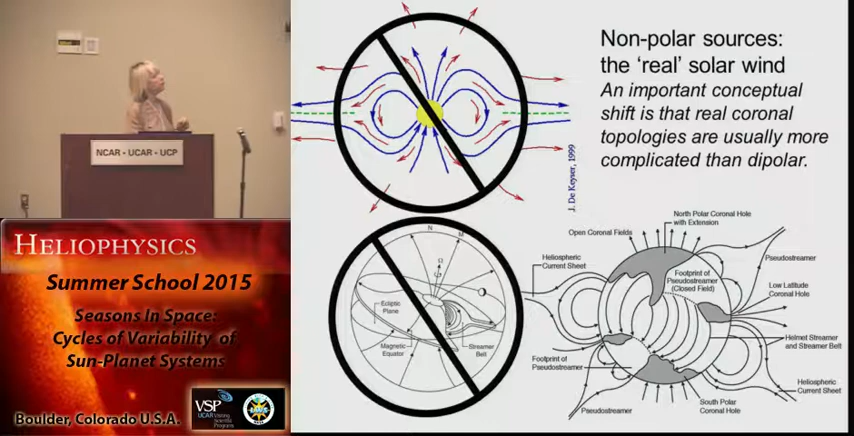 NCAR - UCAR - UCP
HELIOPHYSICS
Summer School 2015
Seasons In Space:
Cycles of Variability of
Sun-Planet Systems
VSP
UCAR Visiting
Scientist
Programs
Boulder, Colorado U.S.A.
Non-polar sources:
the ‘real’ solar wind
An important conceptual
shift is that real coronal
topologies are usually more
complicated than dipolar.
J. De Keyser, 1999
N
M
Ω
Ecliptic
Plane
Magnetic
Equator
Streamer
Belt
North Polar Coronal Hole
with Extension
Open Coronal Fields
Pseudostreamer
Heliospheric
Current Sheet
Footprint of
Pseudostreamer
(Closed Field)
Low Latitude
Coronal Hole
Helmet Streamer
and Streamer Belt
Footprint of
Pseudostreamer
Heliospheric
Current Sheet
South Polar
Coronal Hole
Pseudostreamer